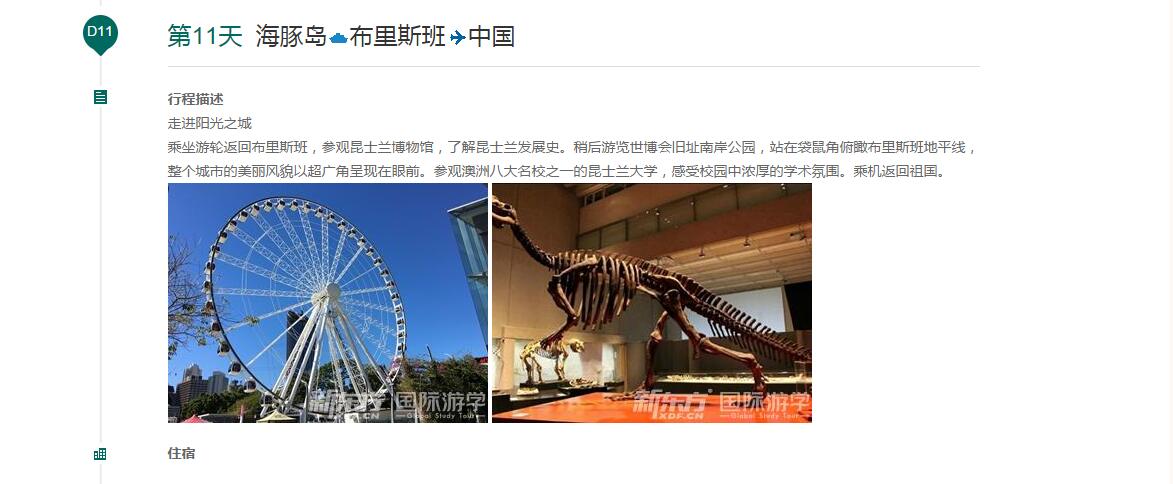 D11
第11天 海豚岛 布里斯班 中国
行程描述
走进阳光之城
乘坐游轮返回布里斯班，参观昆士兰博物馆，了解昆士兰发展史。稍后游览世博会旧址南岸公园，站在袋鼠角俯瞰布里斯班地平线，
整个城市的美丽风貌以超广角呈现在眼前。参观澳洲八大名校之一的昆士兰大学，感受校园中浓厚的学术氛围。乘机返回祖国。
新东方 国际游学
XDF.CN Global Study Tours
新东方 国际游学
XDF.CN Global Study Tours
住宿